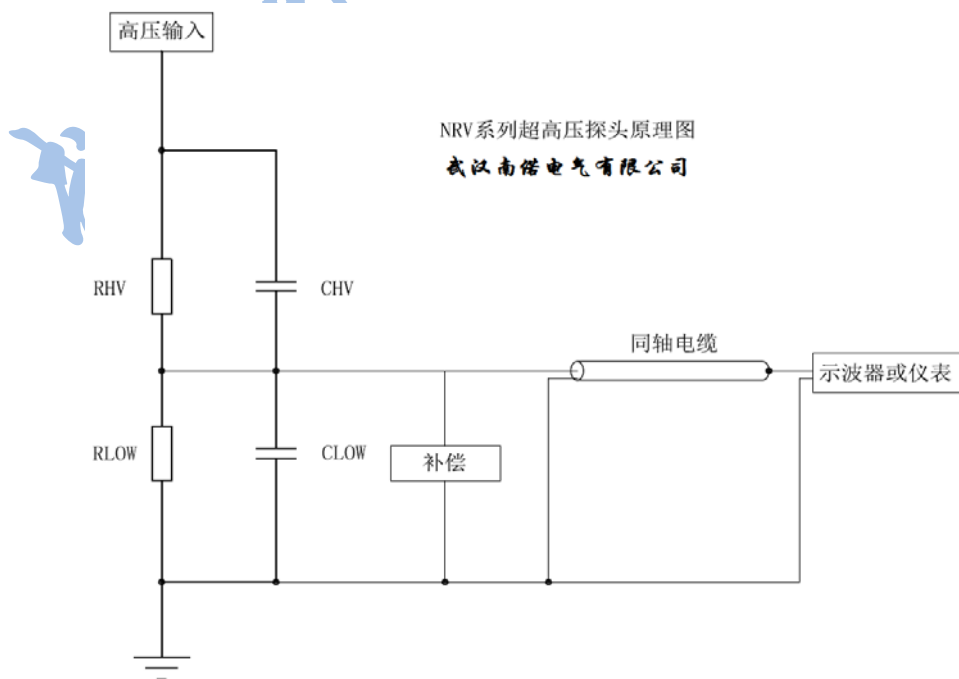 高压输入
NRV系列超高压探头原理图
武汉南偌电气有限公司
RHV
CHV
同轴电缆
示波器或仪表
RLOW
CLOW
补偿